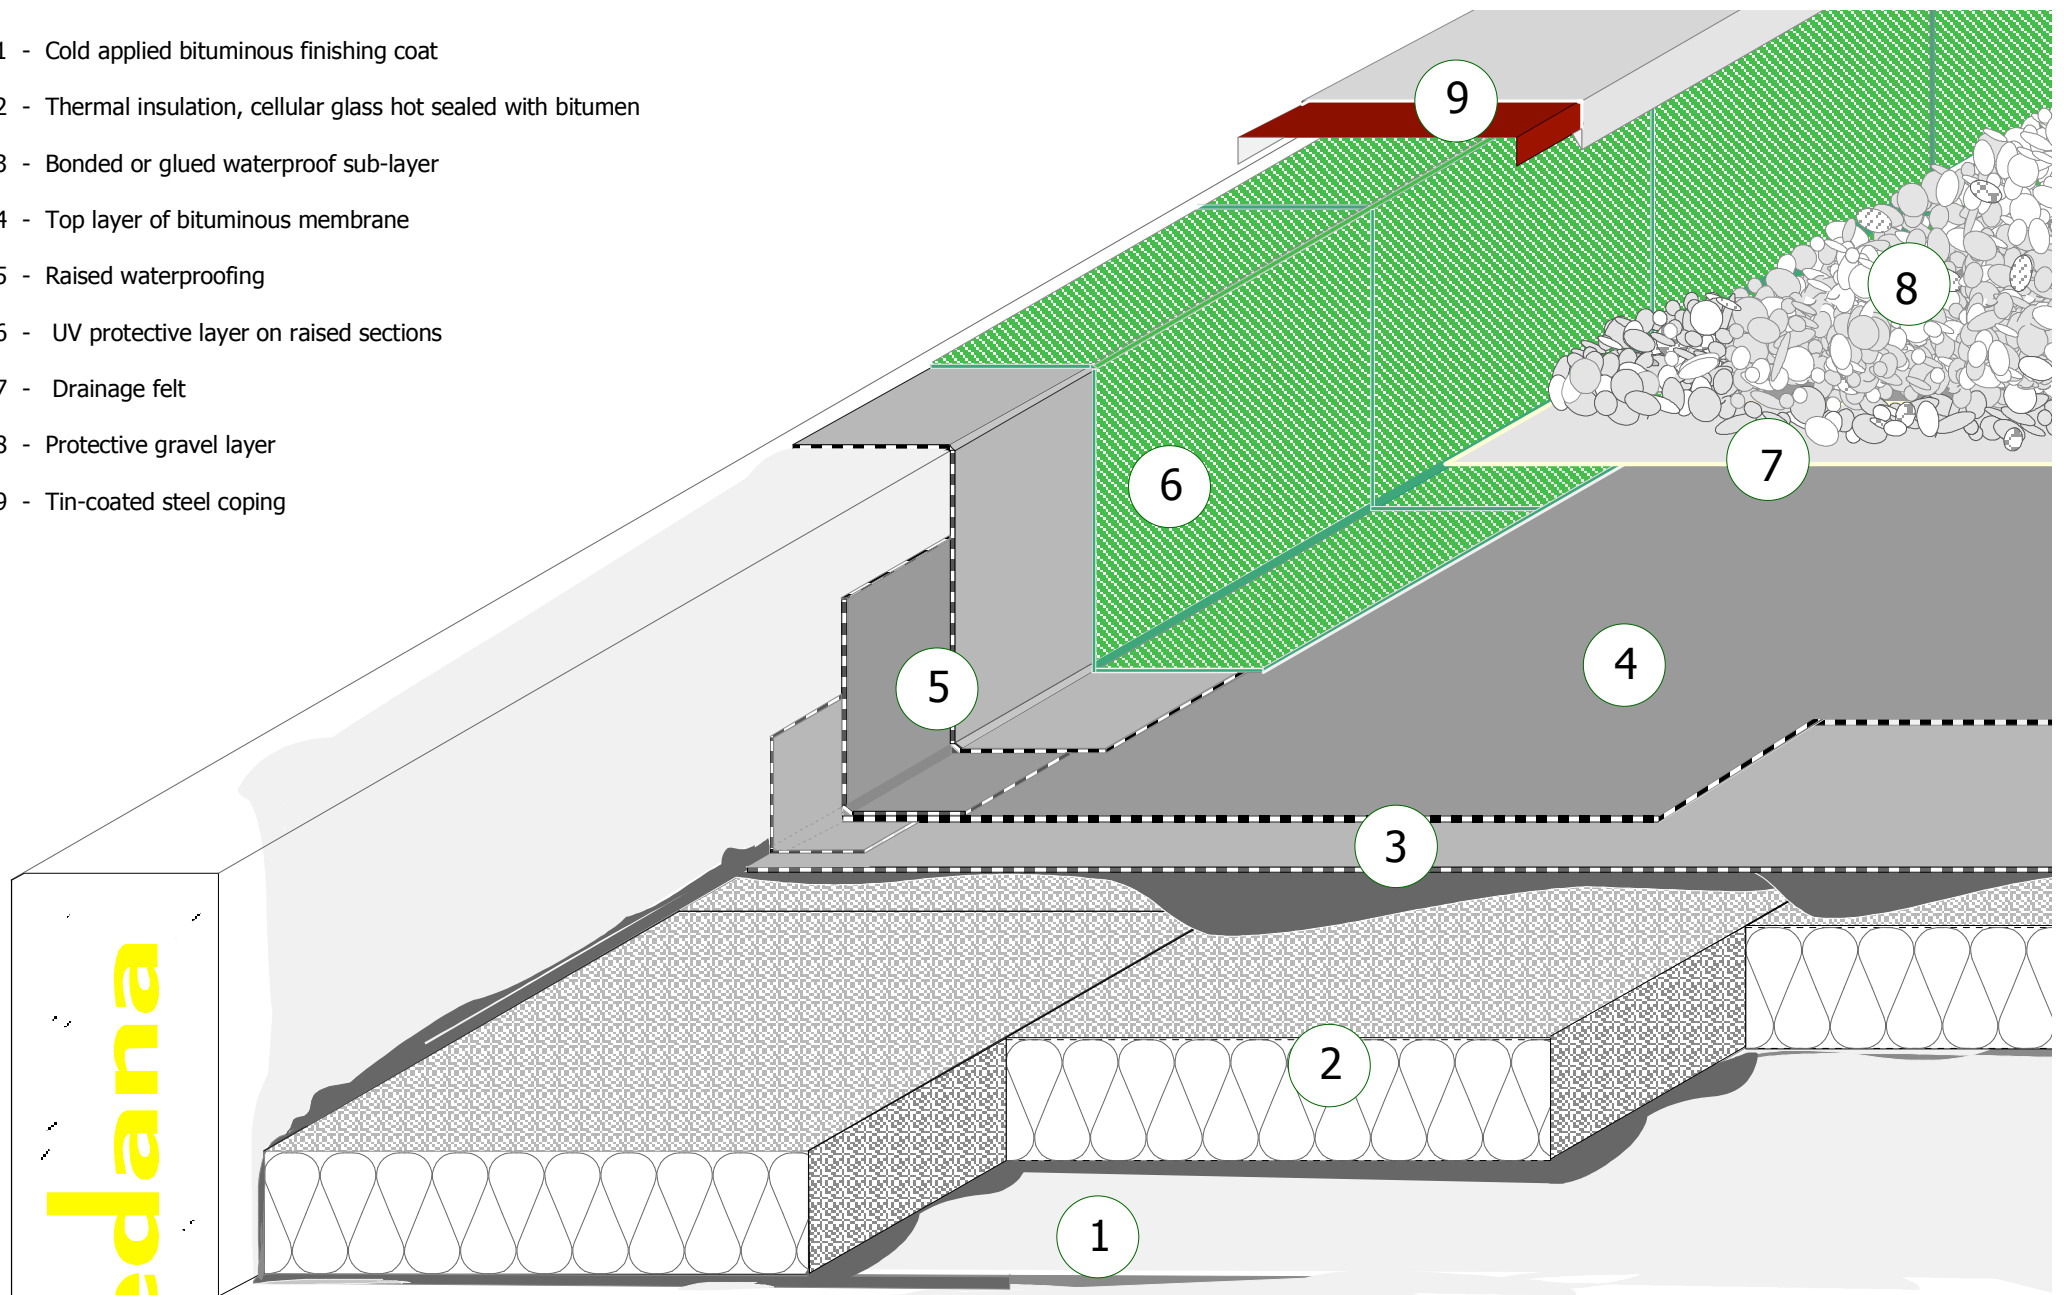 1 - Cold applied bituminous finishing coat
2 - Thermal insulation, cellular glass hot sealed with bitumen
3 - Bonded or glued waterproof sub-layer
4 - Top layer of bituminous membrane
5 - Raised waterproofing
6 - UV protective layer on raised sections
7 - Drainage felt
8 - Protective gravel layer
9 - Tin-coated steel coping
9
8
7
6
5
4
3
2
1
edana